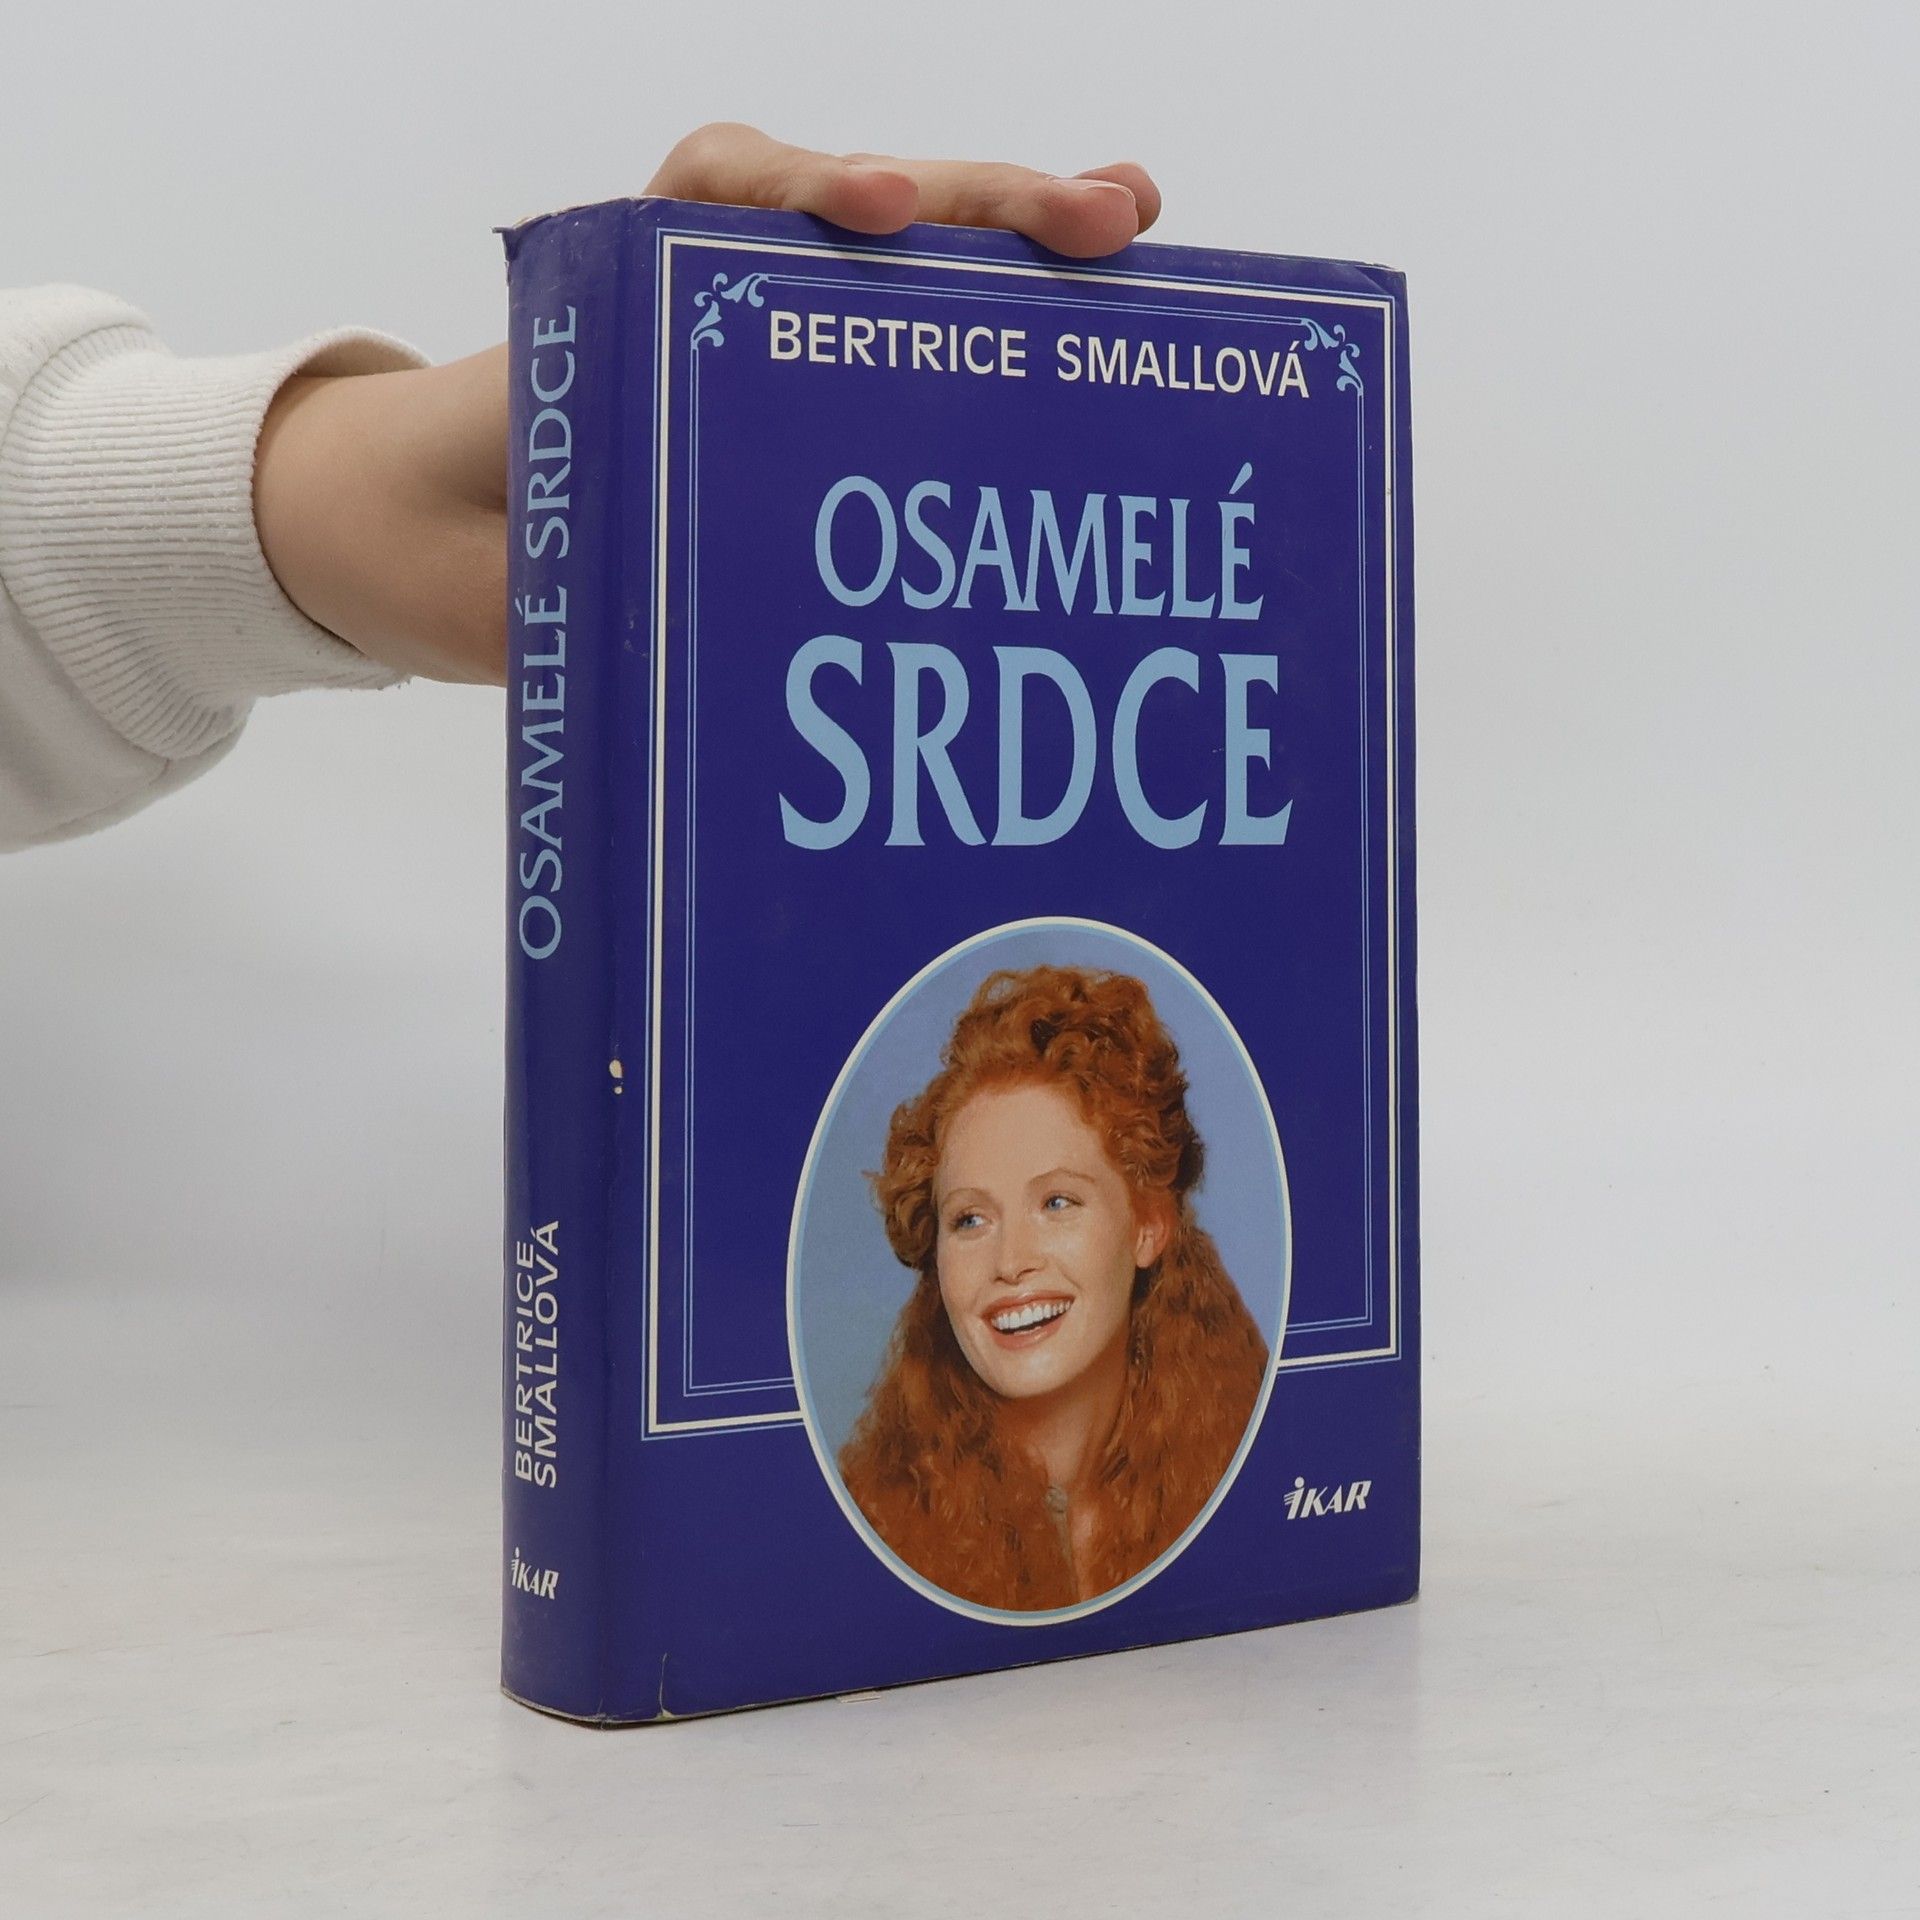 BERTRICE SMALLOVÁ
OSAMELÉ
SRDCE
IKAR
OSAMELÉ SRDCE
BERTRICE
SMALLOVÁ
IKAR